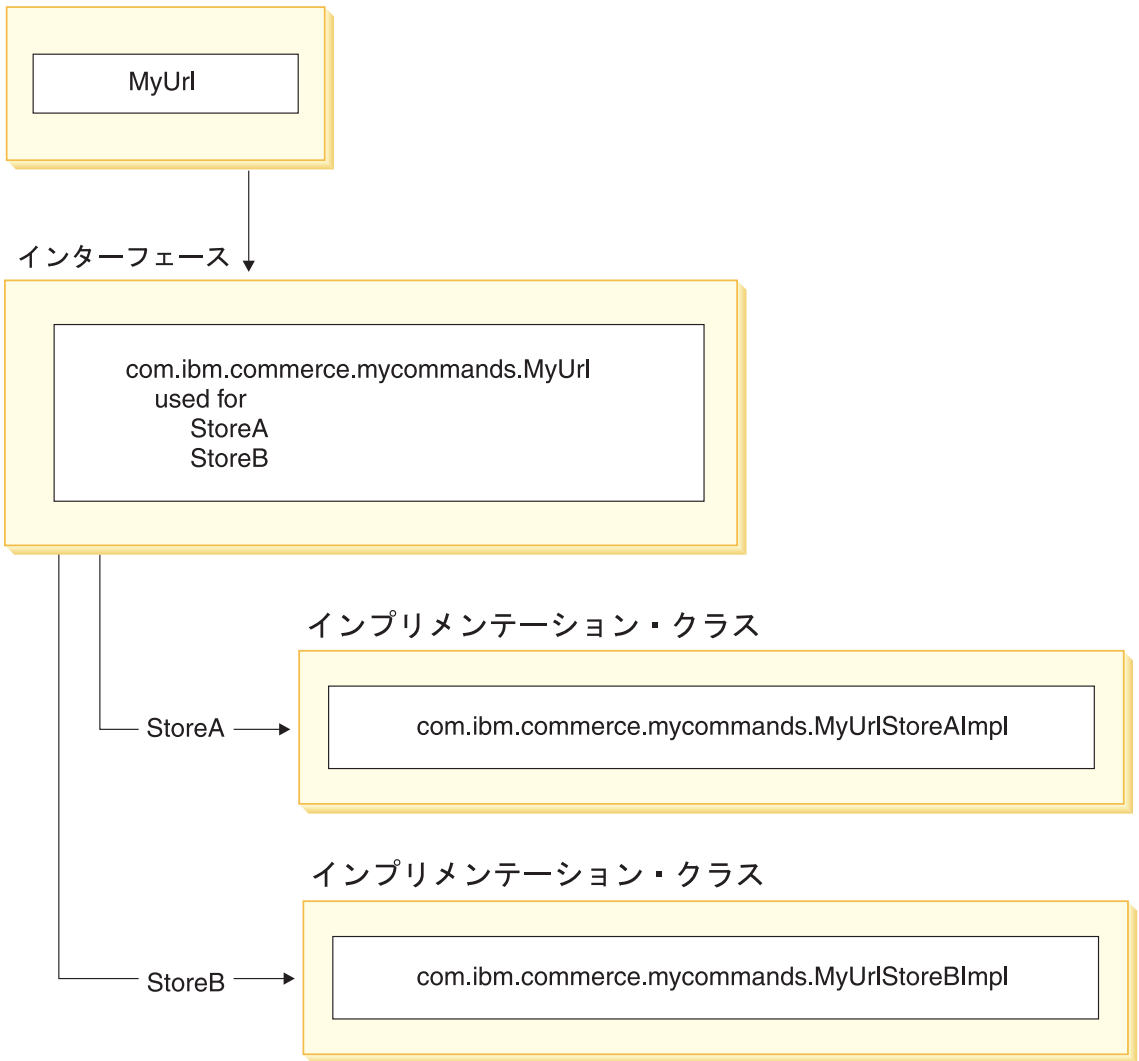 MyUrl
インターフェース
com.ibm.commerce.mycommands.MyUrl
used for
StoreA
StoreB
インプリメンテーション・クラス
StoreA
com.ibm.commerce.mycommands.MyUrlStoreAImpl
インプリメンテーション・クラス
StoreB
com.ibm.commerce.mycommands.MyUrlStoreBImpl